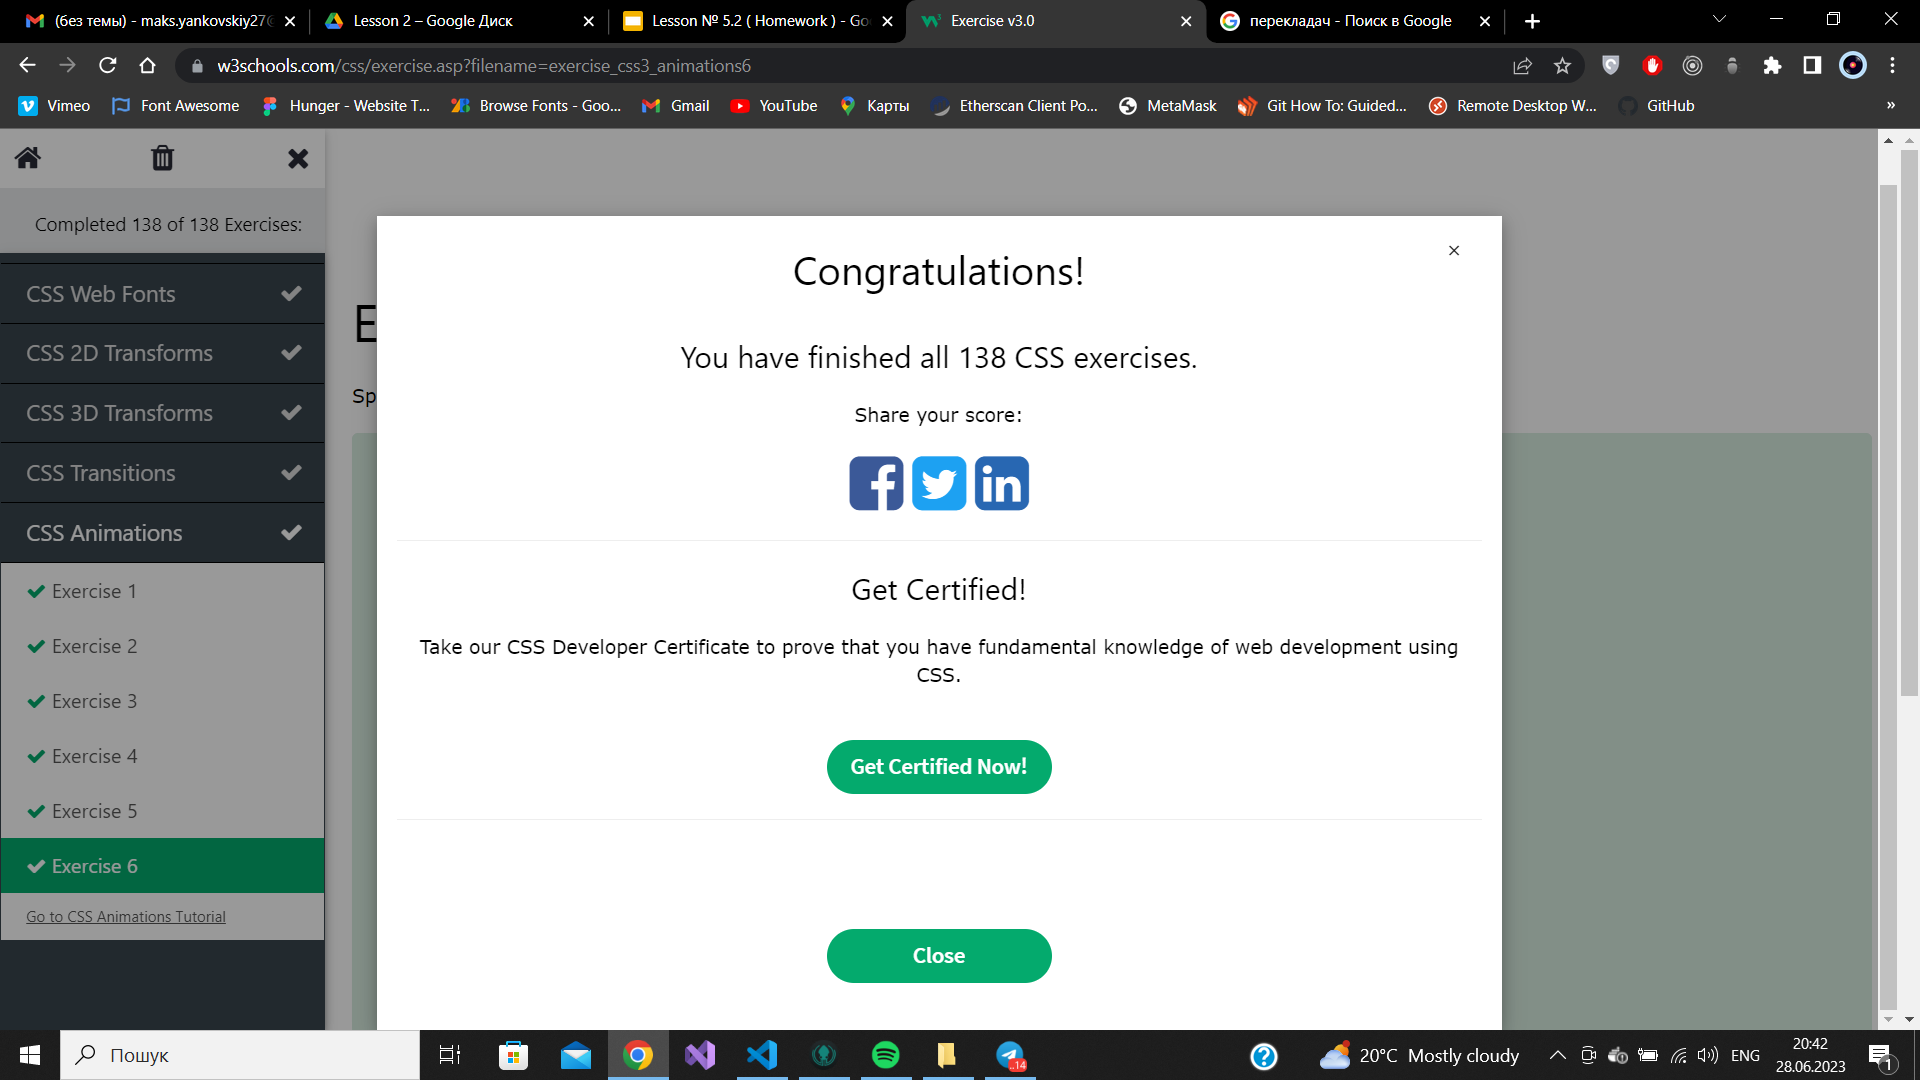 (без темы) - maks.yankovskiy27@
Lesson 2 – Google Диск
Lesson № 5.2 ( Homework ) - Go
Exercise v3.0
перекладач - Поиск в Google
w3schools.com/css/exercise.asp?filename=exercise_css3_animations6
Vimeo
Font Awesome
Hunger - Website T...
Browse Fonts - Goo...
Gmail
YouTube
Карты
Etherscan Client Po...
MetaMask
Git How To: Guided...
Remote Desktop W...
GitHub
»
Completed 138 of 138 Exercises:
CSS Web Fonts
CSS 2D Transforms
CSS 3D Transforms
CSS Transitions
CSS Animations
Exercise 1
Exercise 2
Exercise 3
Exercise 4
Exercise 5
Exercise 6
Go to CSS Animations Tutorial
E
Sp
Congratulations!
You have finished all 138 CSS exercises.
Share your score:
Get Certified!
Take our CSS Developer Certificate to prove that you have fundamental knowledge of web development using
CSS.
Get Certified Now!
Close
Пошук
..14
20°C Mostly cloudy
ENG
20:42
28.06.2023
1